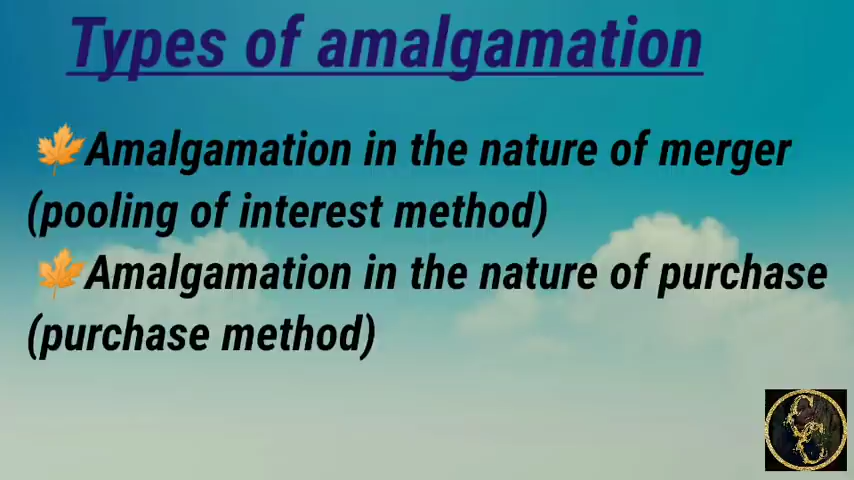 Types of amalgamation
🍁Amalgamation in the nature of merger
(pooling of interest method)
🍁Amalgamation in the nature of purchase
(purchase method)